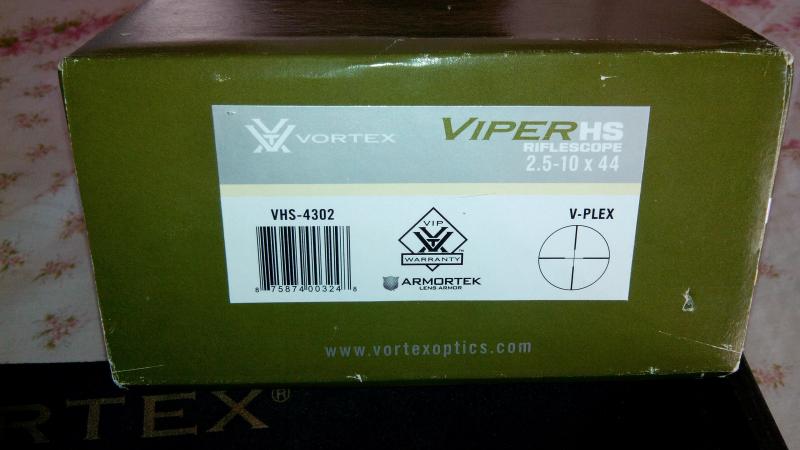 VORTEX
VIPER HS
RIFLESCOPE
2.5-10 x 44
VHS-4302
8 75874 00324 8
VIP
WARRANTY™
ARMORTEK
LENS ARMOR
V-PLEX
www.vortexoptics.com
RTEX®